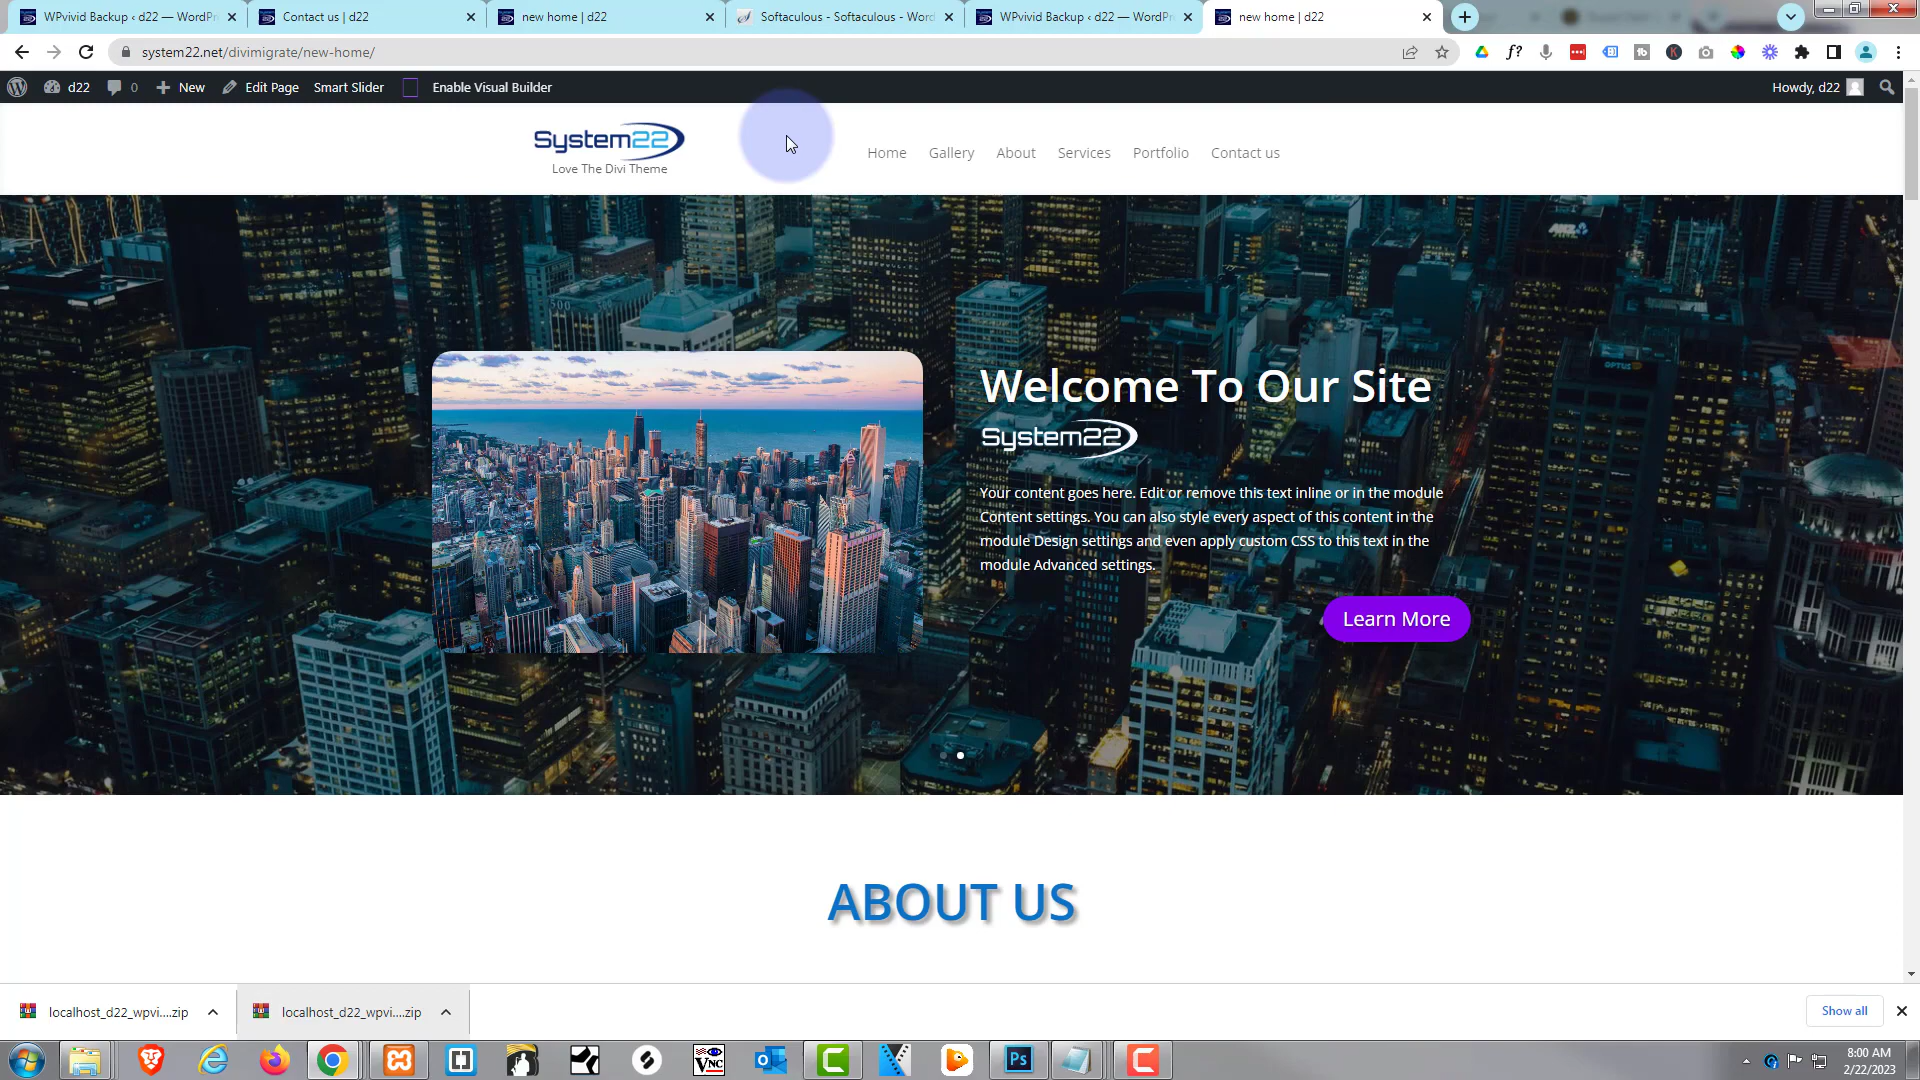 WPvivid Backup ‹ d22 — WordPr
Contact us | d22
new home | d22
Softaculous - Softaculous - Word
WPvivid Backup ‹ d22 — WordPr
new home | d22
system22.net/divimigrate/new-home/
d22
0
New
Edit Page
Smart Slider
Enable Visual Builder
Howdy, d22
System22
Love The Divi Theme
Home
Gallery
About
Services
Portfolio
Contact us
Welcome To Our Site
System22
Your content goes here. Edit or remove this text inline or in the module
Content settings. You can also style every aspect of this content in the
module Design settings and even apply custom CSS to this text in the
module Advanced settings.
Learn More
ABOUT US
localhost_d22_wpvi....zip
localhost_d22_wpvi....zip
Show all
8:00 AM
2/22/2023